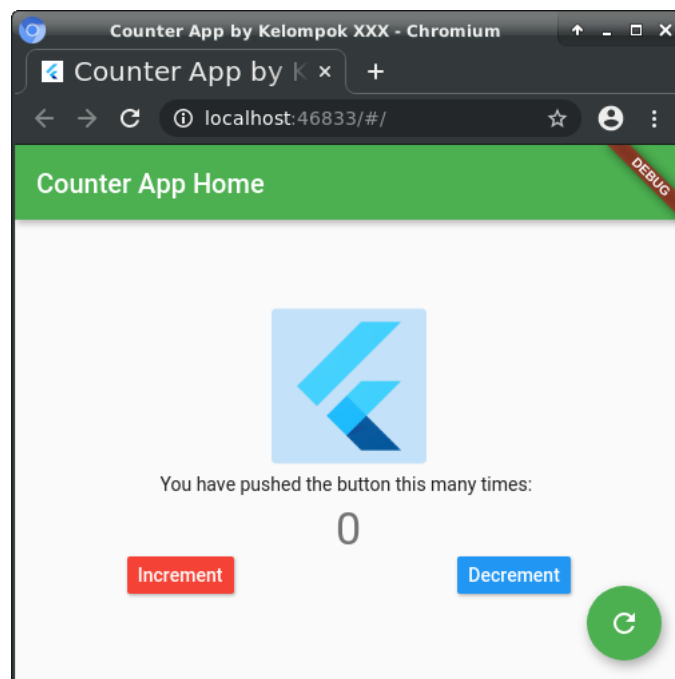 Counter App by Kelompok XXX - Chromium
Counter App by K
localhost:46833/#/
Counter App Home
DEBUG
You have pushed the button this many times:
0
Increment Decrement